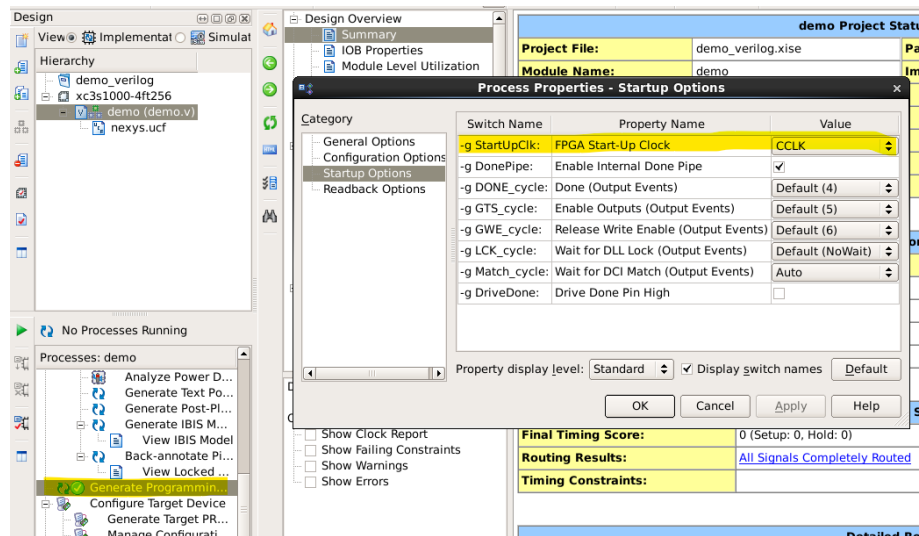 Design
View Implementat Simulat
Hierarchy
demo_verilog
xc3s1000-4ft256
demo (demo.v)
nexys.ucf
No Processes Running
Processes: demo
Analyze Power D...
Generate Text Po...
Generate Post-Pl...
Generate IBIS M...
View IBIS Model
Back-annotate Pi...
View Locked ...
Generate Programmin...
Configure Target Device
Generate Target PR...
Manage Configurati...
Design Overview
Summary
IOB Properties
Module Level Utilization
Show Clock Report
Show Failing Constraints
Show Warnings
Show Errors
demo Project Statu
Project File: demo_verilog.xise Pa
Module Name: demo Im
Process Properties - Startup Options
Category
General Options
Configuration Options
Startup Options
Readback Options
Switch Name Property Name Value
-g StartUpClk: FPGA Start-Up Clock CCLK
-g DonePipe: Enable Internal Done Pipe
-g DONE_cycle: Done (Output Events) Default (4)
-g GTS_cycle: Enable Outputs (Output Events) Default (5)
-g GWE_cycle: Release Write Enable (Output Events) Default (6)
-g LCK_cycle: Wait for DLL Lock (Output Events) Default (NoWait)
-g Match_cycle: Wait for DCI Match (Output Events) Auto
-g DriveDone: Drive Done Pin High
Property display level: Standard Display switch names Default
OK Cancel Apply Help
Final Timing Score: 0 (Setup: 0, Hold: 0)
Routing Results: All Signals Completely Routed
Timing Constraints: